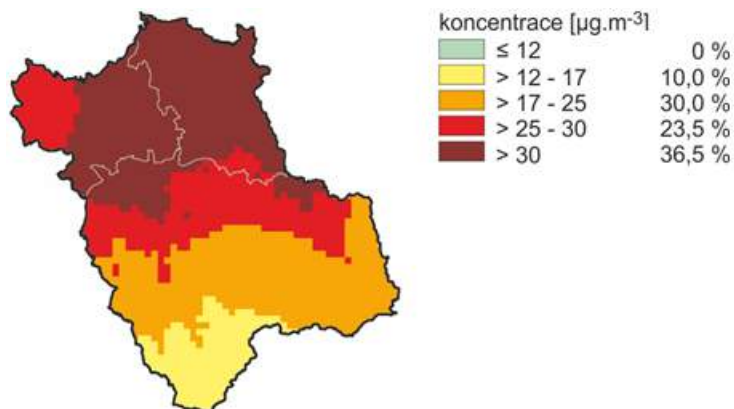 koncentrace [µg.m-3]
≤ 12 0 %
> 12 - 17 10,0 %
> 17 - 25 30,0 %
> 25 - 30 23,5 %
> 30 36,5 %